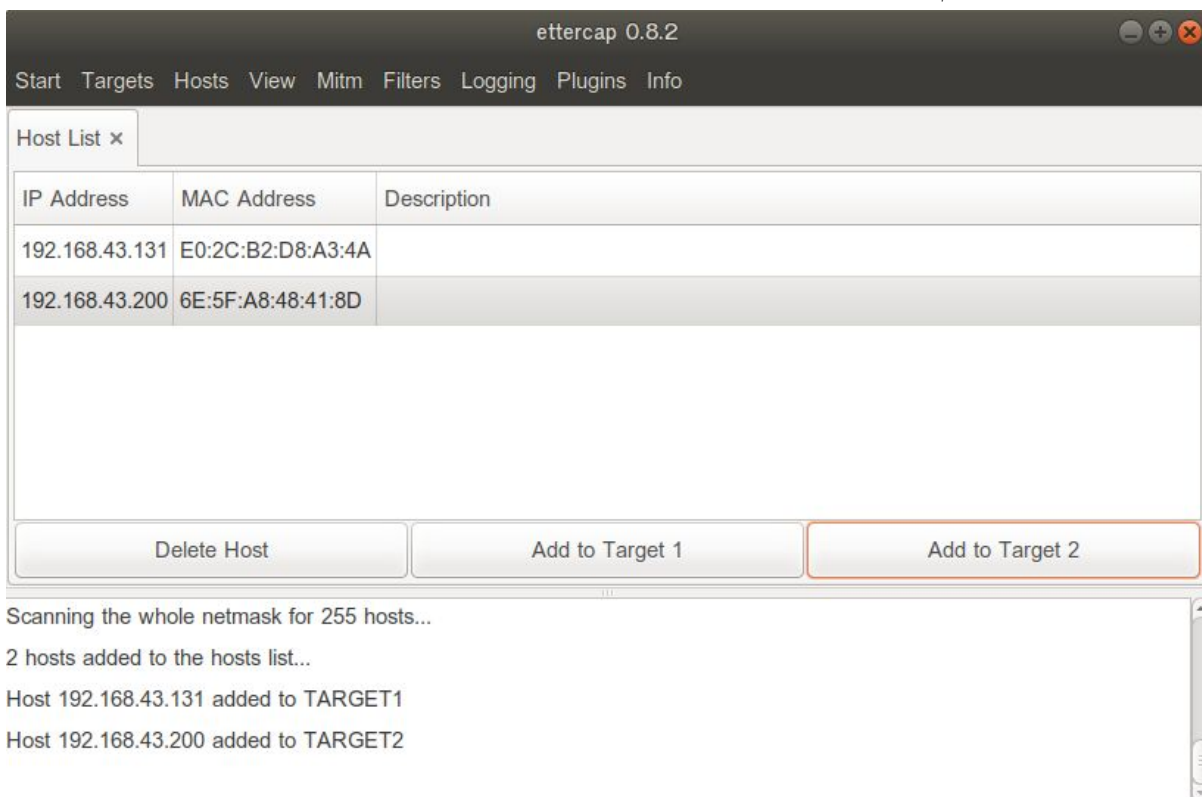 ettercap 0.8.2
Start Targets Hosts View Mitm Filters Logging Plugins Info
Host List ×
IP Address MAC Address Description
192.168.43.131 E0:2C:B2:D8:A3:4A
192.168.43.200 6E:5F:A8:48:41:8D
Delete Host Add to Target 1 Add to Target 2
Scanning the whole netmask for 255 hosts...
2 hosts added to the hosts list...
Host 192.168.43.131 added to TARGET1
Host 192.168.43.200 added to TARGET2